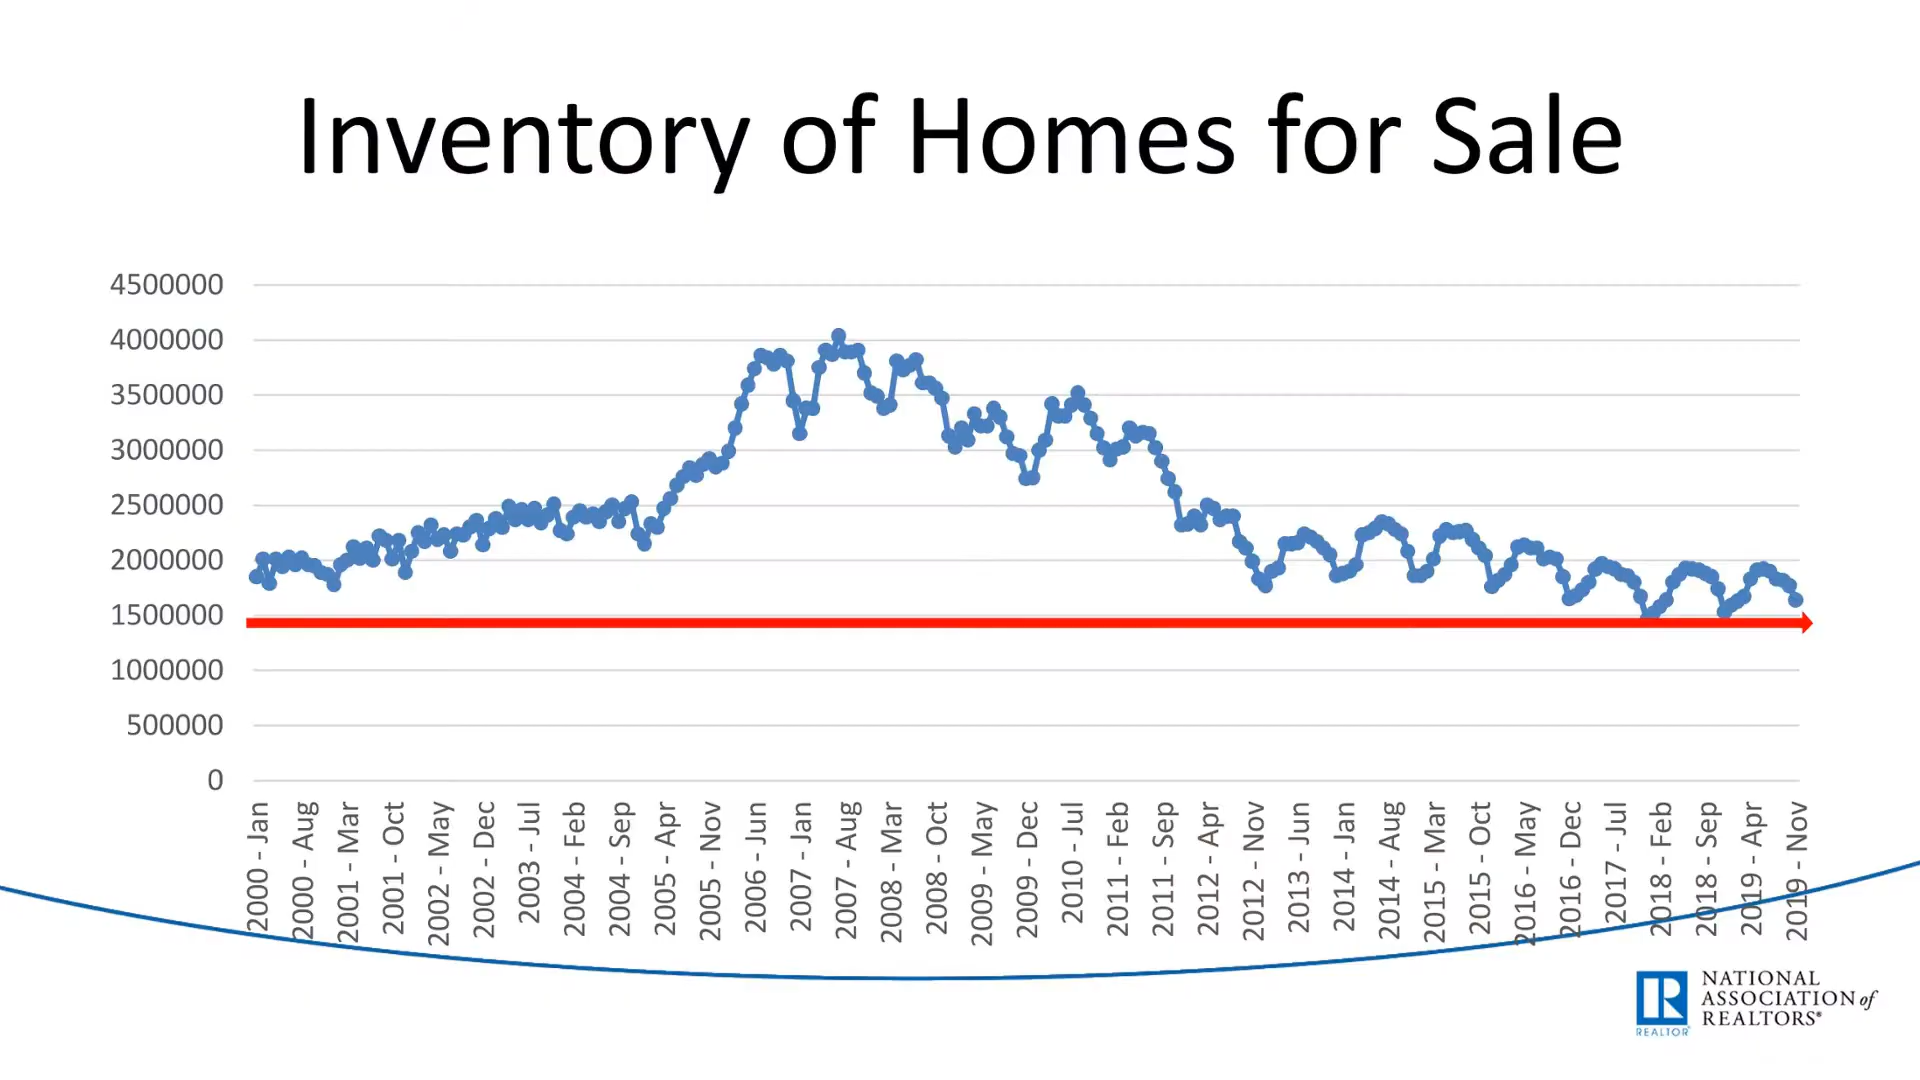 Inventory of Homes for Sale
4500000
4000000
3500000
3000000
2500000
2000000
1500000
1000000
500000
0
2000 - Jan
2000 - Aug
2001 - Mar
2001 - Oct
2002 - May
2002 - Dec
2003 - Jul
2004 - Feb
2004 - Sep
2005 - Apr
2005 - Nov
2006 - Jun
2007 - Jan
2007 - Aug
2008 - Mar
2008 - Oct
2009 - May
2009 - Dec
2010 - Jul
2011 - Feb
2011 - Sep
2012 - Apr
2012 - Nov
2013 - Jun
2014 - Jan
2014 - Aug
2015 - Mar
2015 - Oct
2016 - May
2016 - Dec
2017 - Jul
2018 - Feb
2018 - Sep
2019 - Apr
2019 - Nov
R
REALTOR®
NATIONAL
ASSOCIATION of
REALTORS®